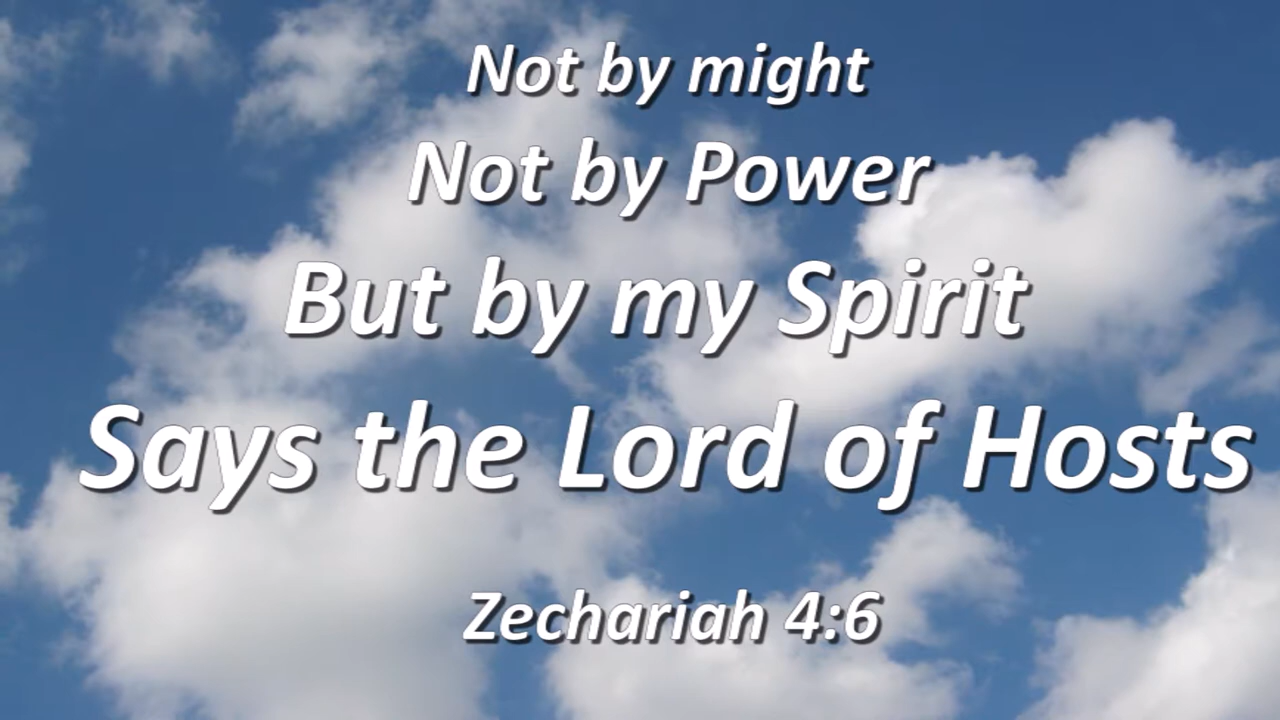 Not by might
Not by Power
But by my Spirit
Says the Lord of Hosts
Zechariah 4:6